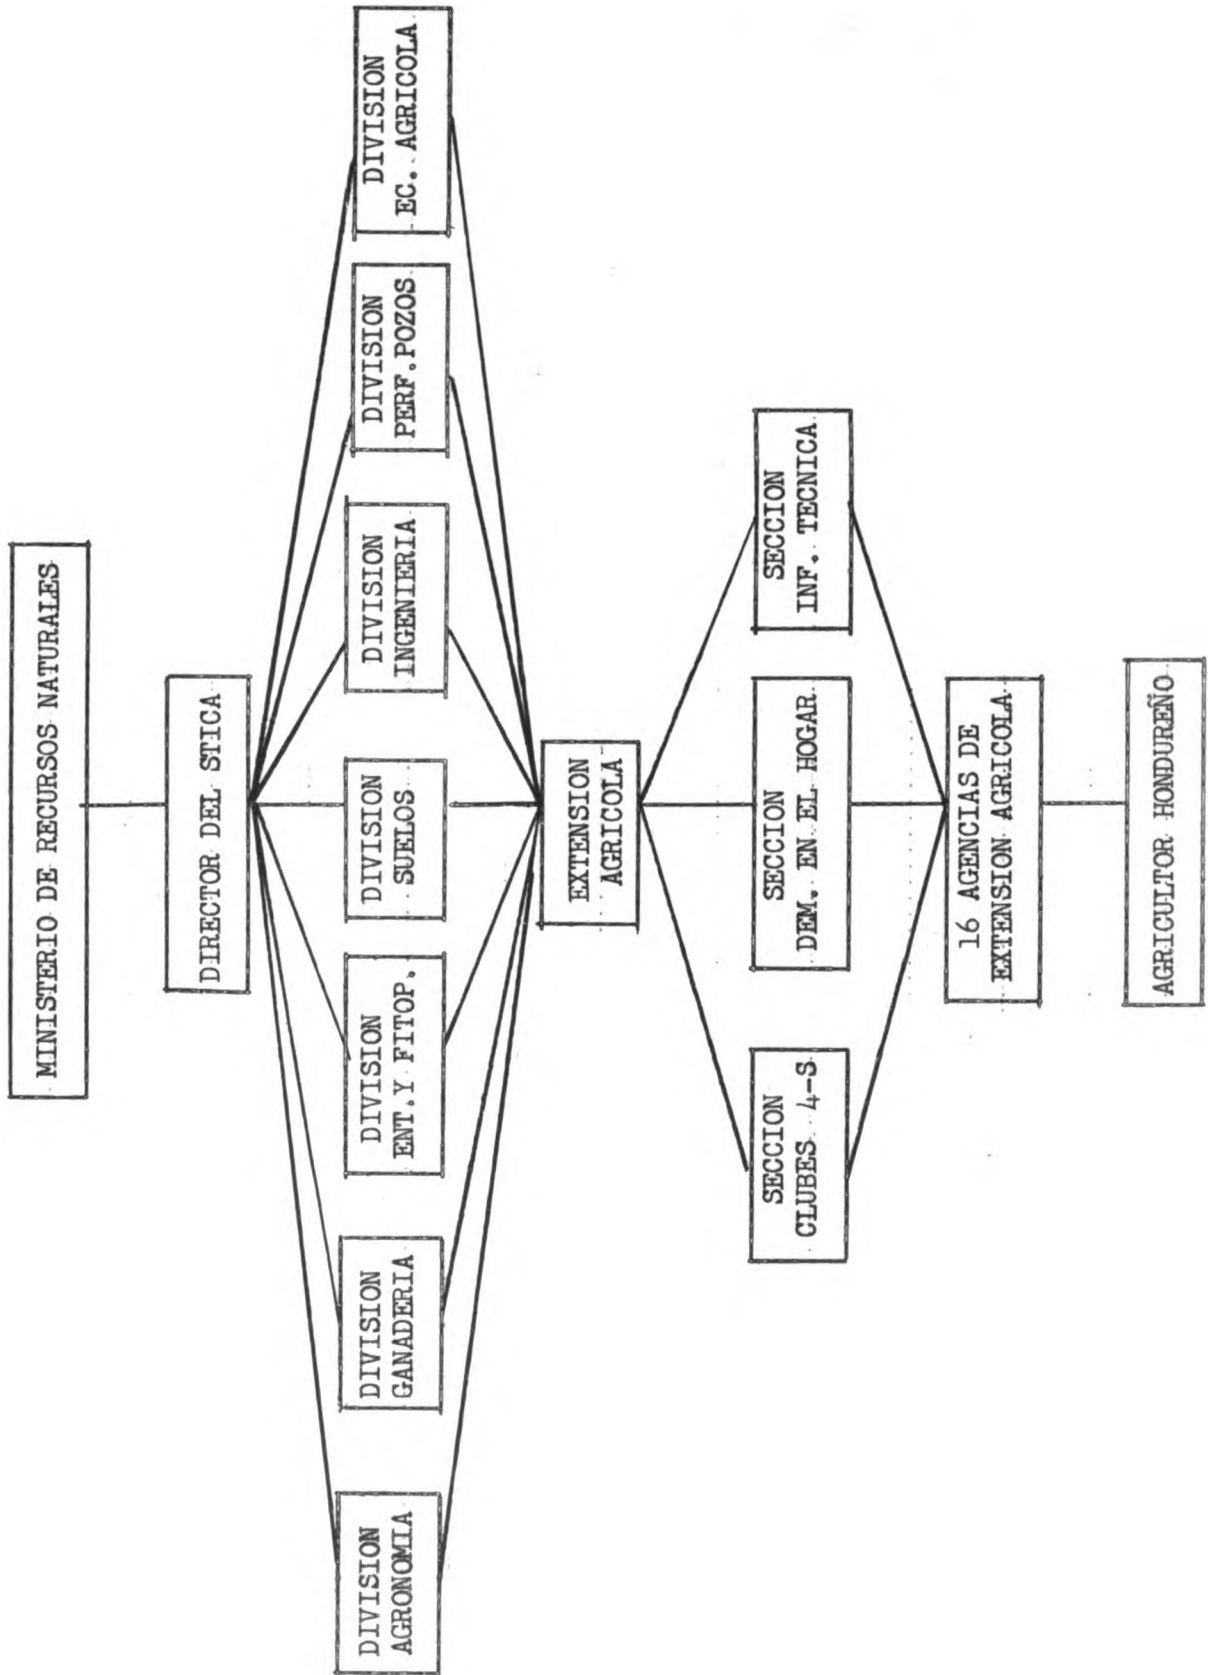 MINISTERIO DE RECURSOS NATURALES
DIRECTOR DEL STICA
DIVISION
AGRONOMIA
DIVISION
GANADERIA
DIVISION
ENT.Y FITOP.
DIVISION
SUELOS
DIVISION
INGENIERIA
DIVISION
PERF.POZOS
DIVISION
EC. AGRICOLA
EXTENSION
AGRICOLA
SECCION
CLUBES 4-S
SECCION
DEM. EN EL HOGAR
SECCION
INF. TECNICA
16 AGENCIAS DE
EXTENSION AGRICOLA
AGRICULTOR HONDUREÑO